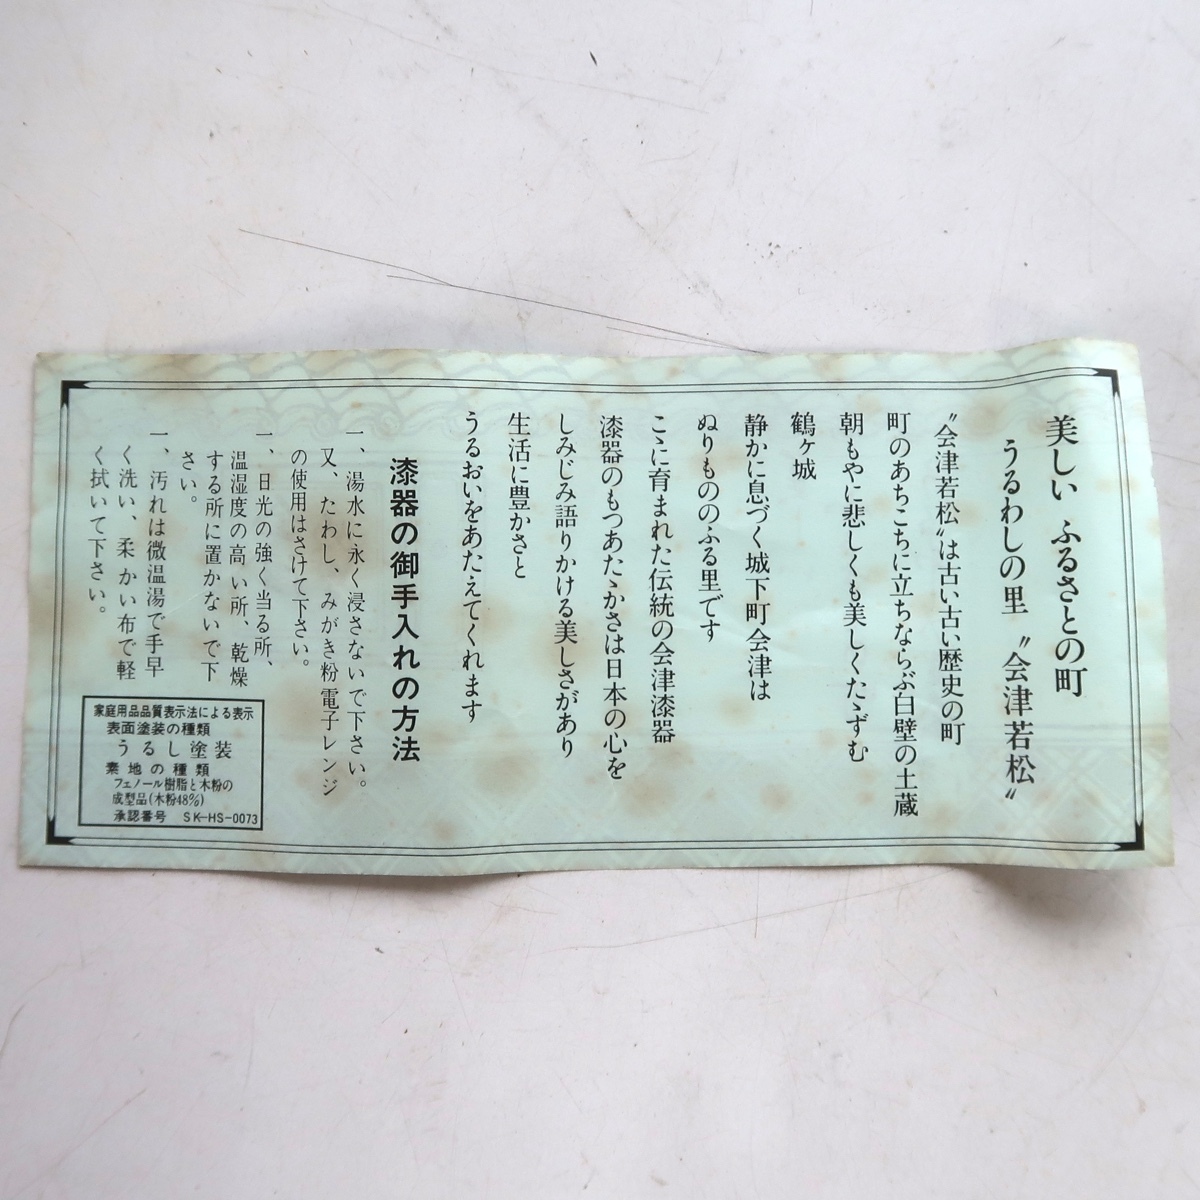 美しい ふるさとの町
うるわしの里 〝会津若松〟
〝会津若松〟は古い古い歴史の町
町のあちこちに立ちならぶ白壁の土蔵
朝もやに悲しくも美しくたゝずむ
鶴ヶ城
静かに息づく城下町会津は
ぬりもののふる里です
こゝに育まれた伝統の会津漆器
漆器のもつあたゝかさは日本の心を
しみじみ語りかける美しさがあり
生活に豊かさと
うるおいをあたえてくれます
漆器の御手入れの方法
一、湯水に永く浸さないで下さい。
又、たわし、みがき粉電子レンジ
の使用はさけて下さい。
一、日光の強く当る所、
温湿度の高い所、乾燥
する所に置かないで下
さい。
一、汚れは微温湯で手早
く洗い、柔かい布で軽
く拭いて下さい。
家庭用品品質表示法による表示
表面塗装の種類
うるし塗装
素地の種類
フェノール樹脂と木粉の
成型品(木粉48%)
承認番号 SK-HS-0073